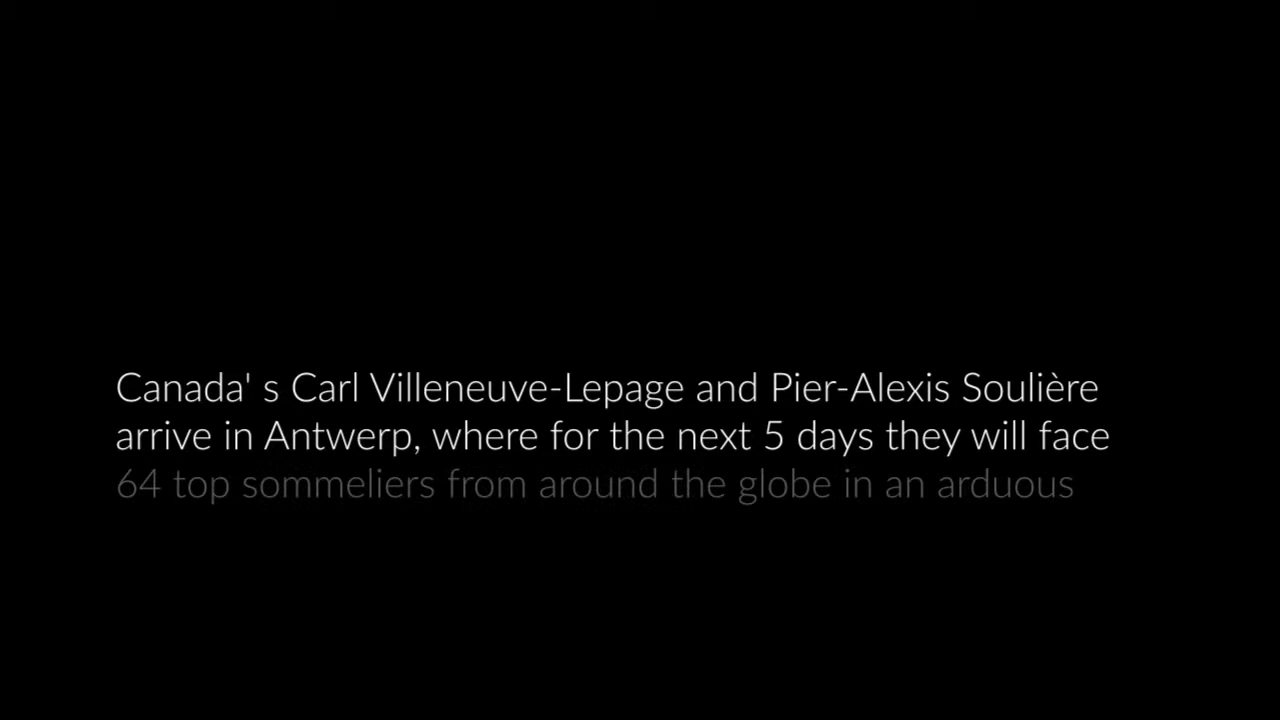 Canada' s Carl Villeneuve-Lepage and Pier-Alexis Soulière
arrive in Antwerp, where for the next 5 days they will face
64 top sommeliers from around the globe in an arduous